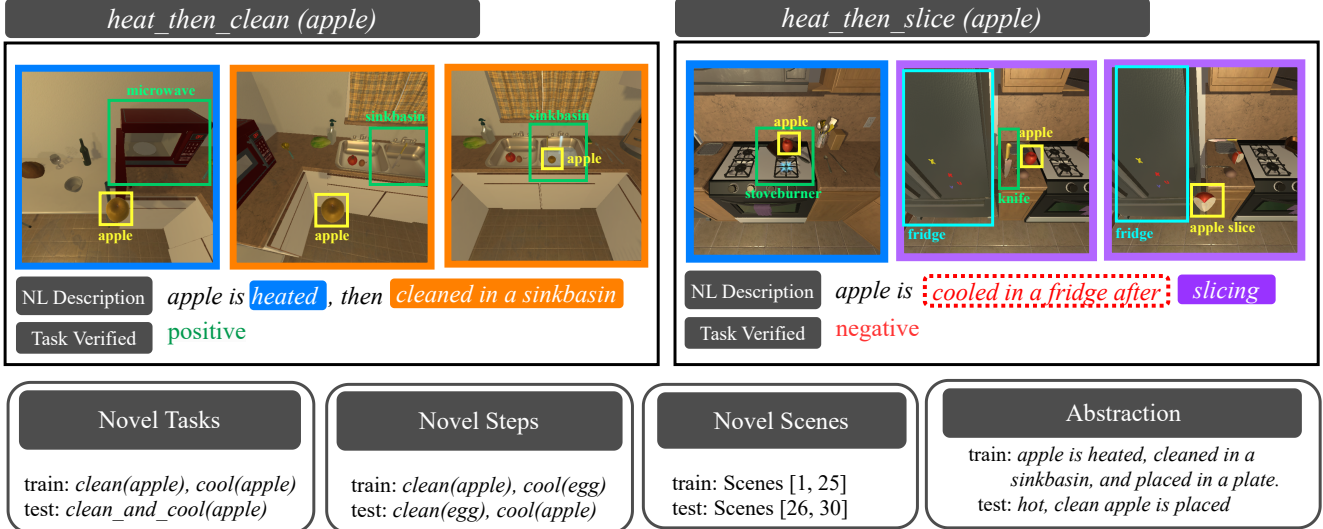 heat_then_clean (apple)
heat_then_slice (apple)
microwave
apple
sinkbasin
apple
sinkbasin
apple
apple
stoveburner
apple
knife
fridge
fridge
apple slice
NL Description
apple is heated, then cleaned in a sinkbasin
Task Verified
positive
NL Description
apple is cooled in a fridge after slicing
Task Verified
negative
Novel Tasks
train: clean(apple), cool(apple)
test: clean_and_cool(apple)
Novel Steps
train: clean(apple), cool(egg)
test: clean(egg), cool(apple)
Novel Scenes
train: Scenes [1, 25]
test: Scenes [26, 30]
Abstraction
train: apple is heated, cleaned in a
sinkbasin, and placed in a plate.
test: hot, clean apple is placed